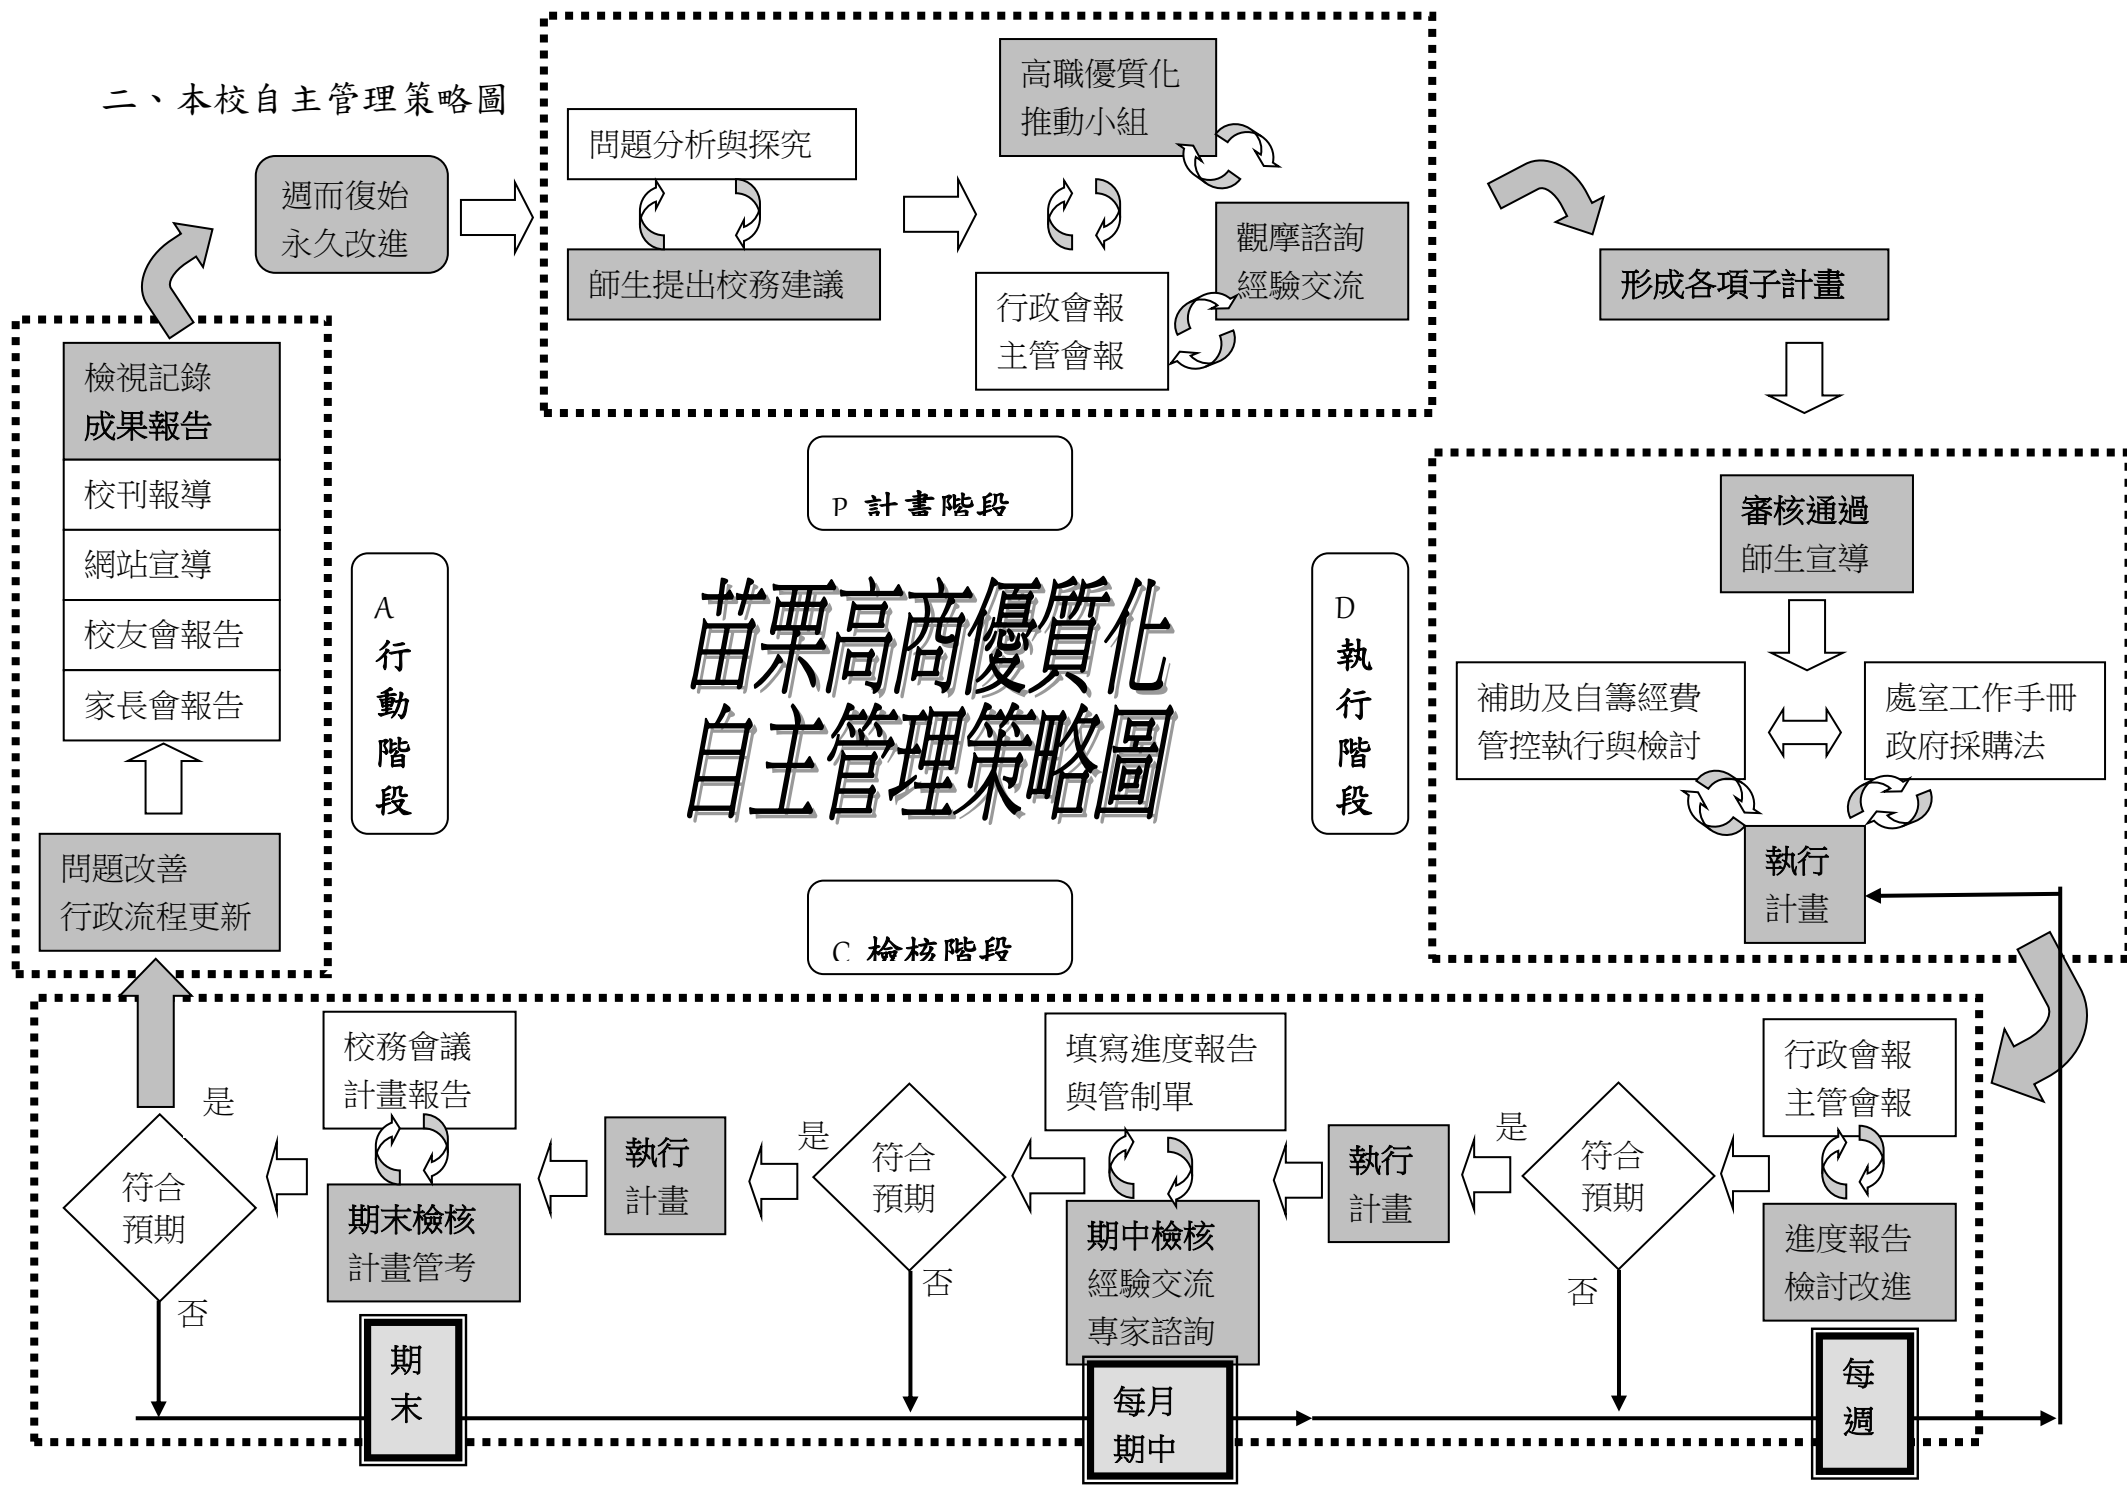 二、本校自主管理策略圖
週而復始
永久改進
問題分析與探究
師生提出校務建議
高職優質化
推動小組
觀摩諮詢
經驗交流
行政會報
主管會報
形成各項子計畫
P 計畫階段
審核通過
師生宣導
補助及自籌經費
管控執行與檢討
處室工作手冊
政府採購法
執行
計畫
D
執
行
階
段
苗栗高商優質化
自主管理策略圖
A
行
動
階
段
檢視記錄
成果報告
校刊報導
網站宣導
校友會報告
家長會報告
問題改善
行政流程更新
C 檢核階段
行政會報
主管會報
進度報告
檢討改進
每
週
符合
預期
是
否
執行
計畫
填寫進度報告
與管制單
期中檢核
經驗交流
專家諮詢
每月
期中
符合
預期
是
否
執行
計畫
校務會議
計畫報告
期末檢核
計畫管考
期
末
符合
預期
是
否